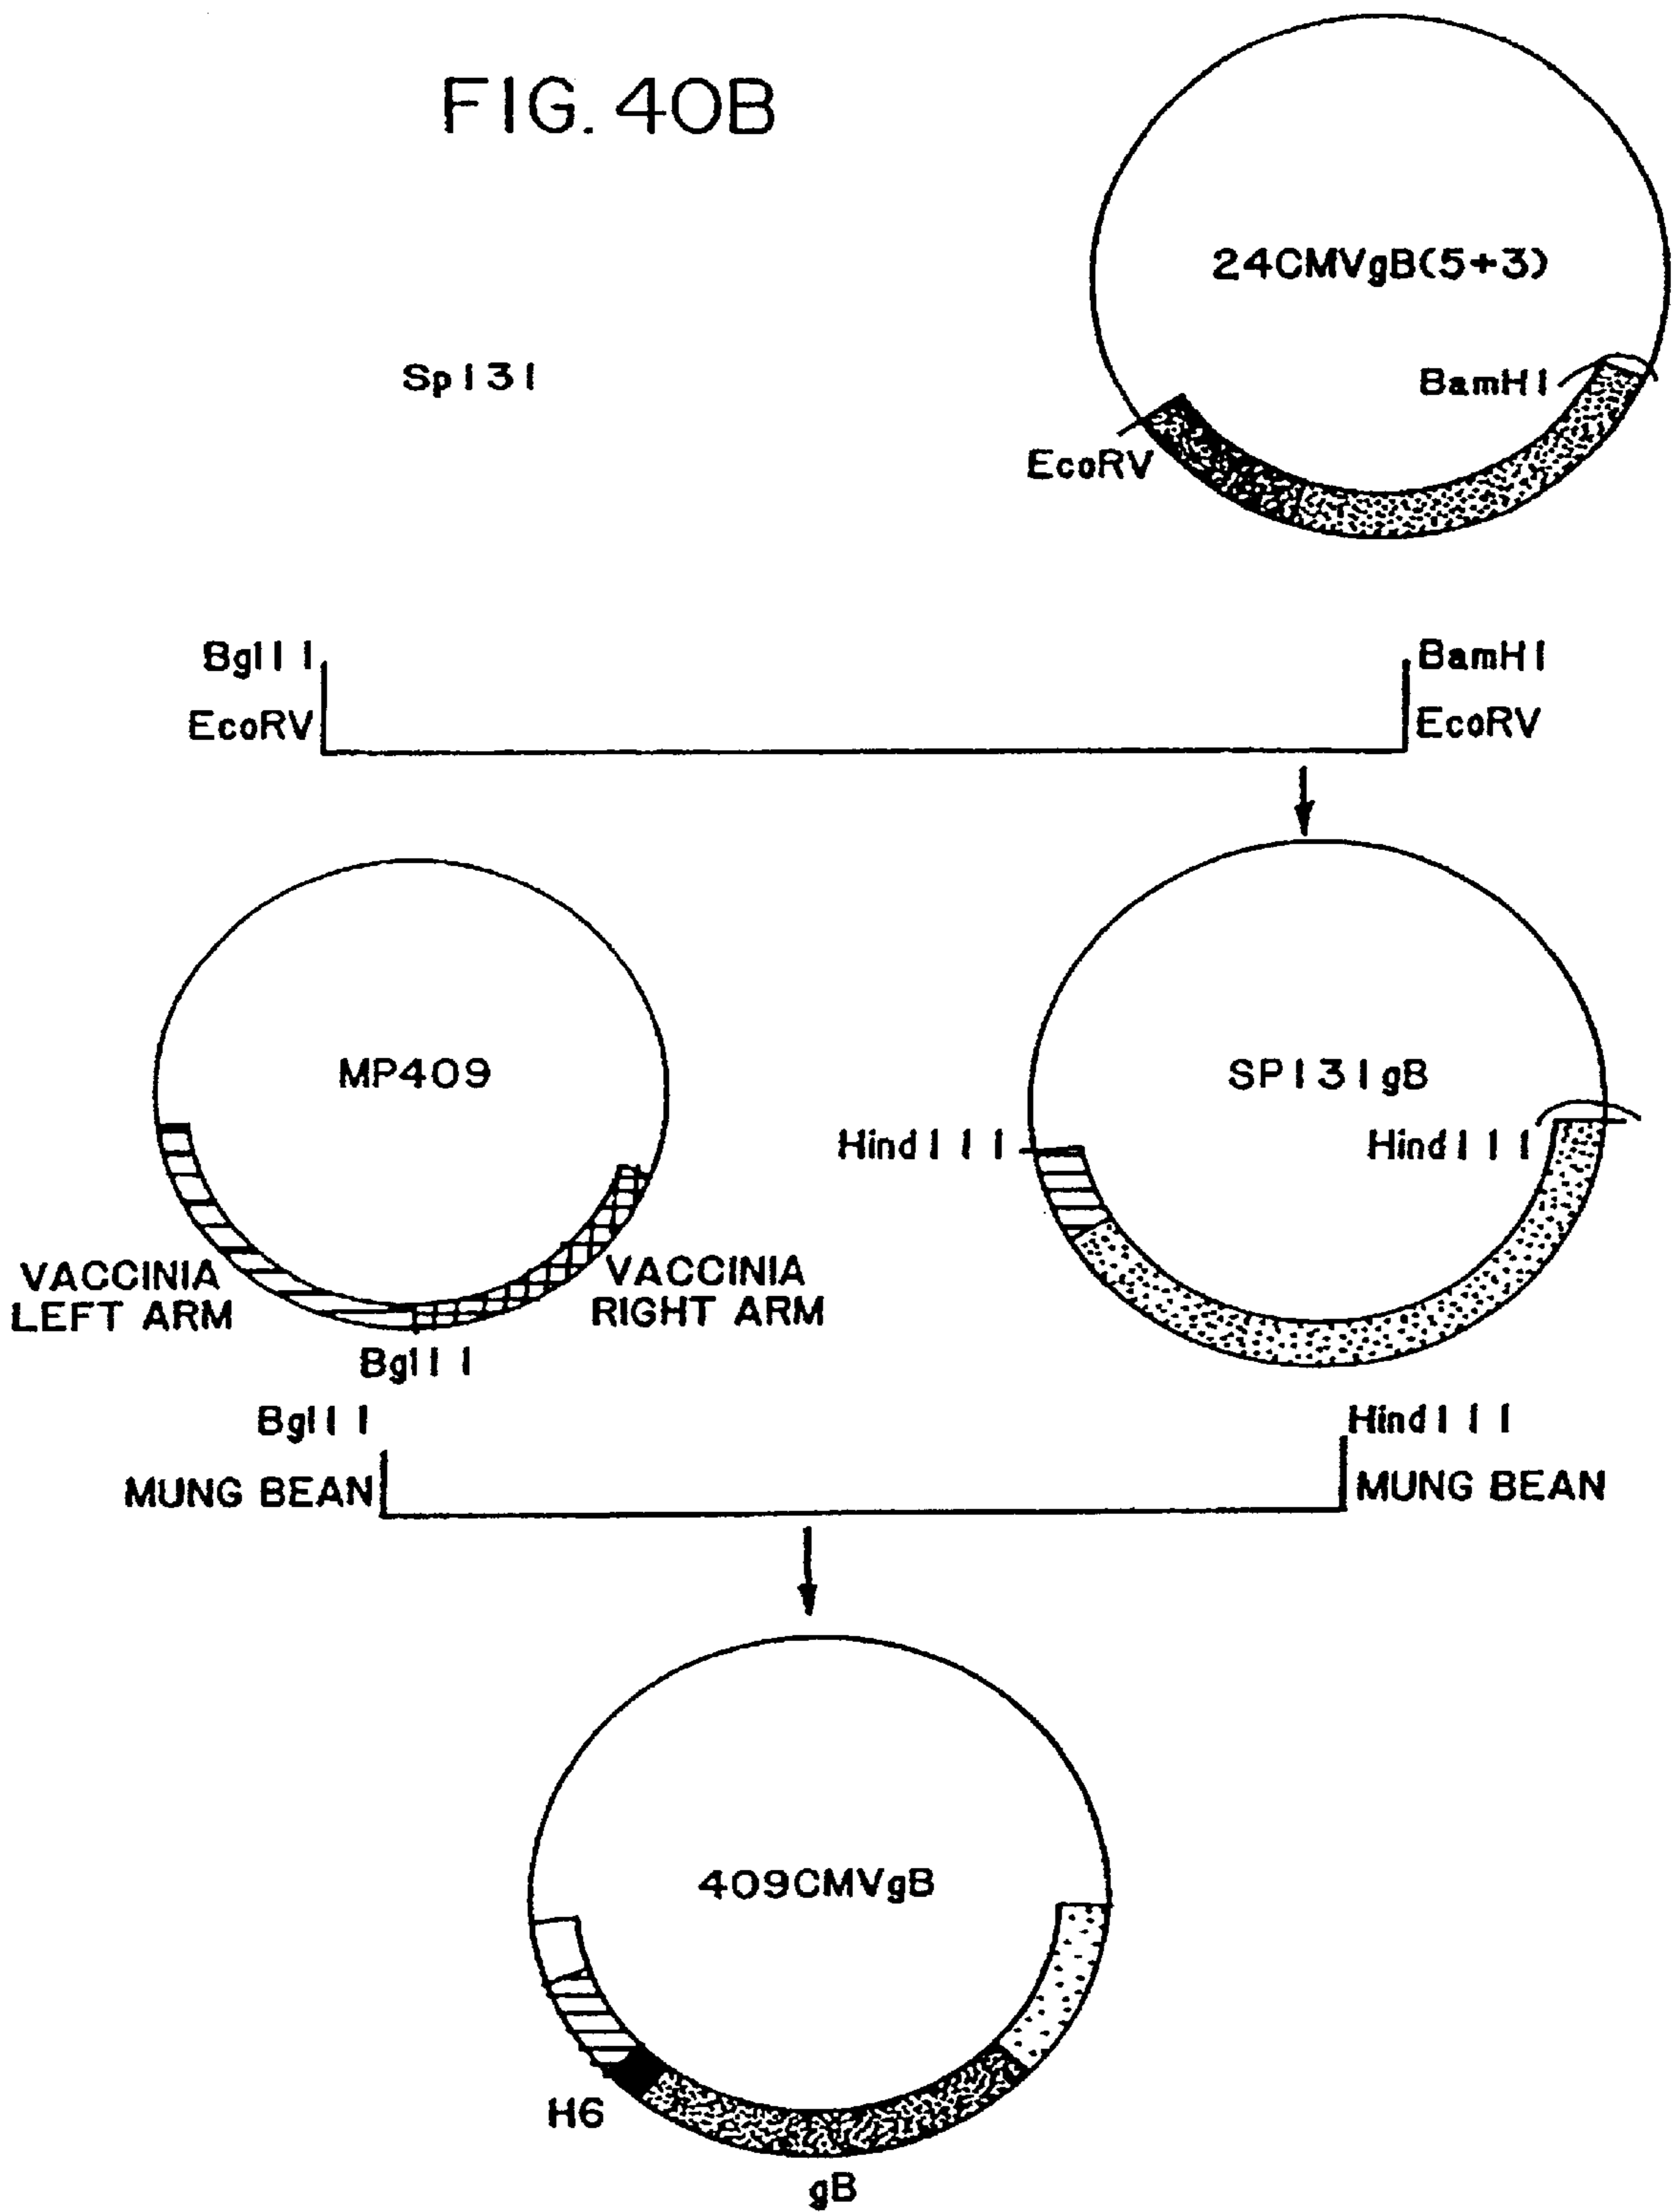 FIG. 40B
24CMVgB(5+3)
Sp131
BamHI
EcoRV
BglII
EcoRV
BamHI
EcoRV
MP409
SP131gB
HindIII
HindIII
VACCINIA
LEFT ARM
VACCINIA
RIGHT ARM
BglII
BglII
MUNG BEAN
HindIII
MUNG BEAN
409CMVgB
H6
gB